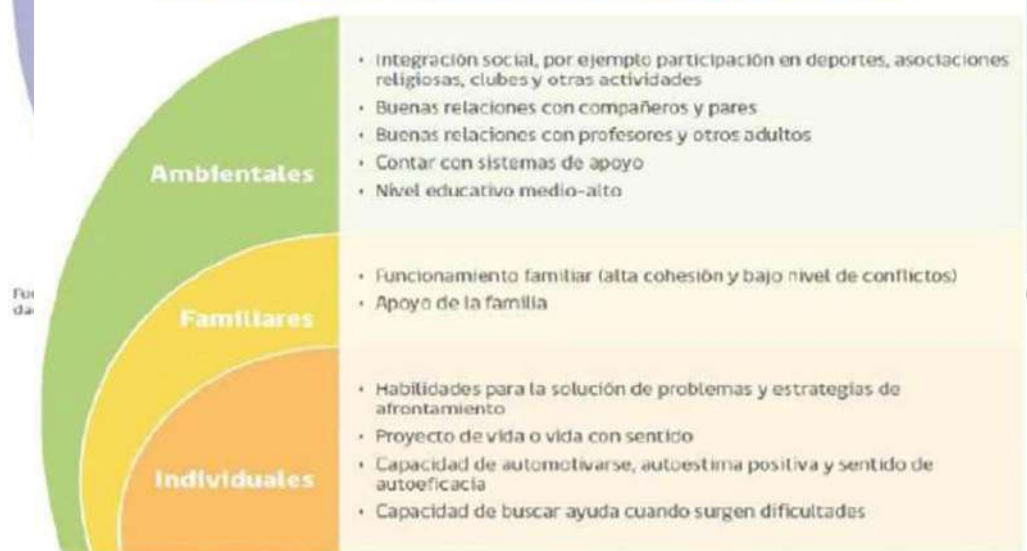 Ambientales
• Integración social, por ejemplo participación en deportes, asociaciones
religiosas, clubes y otras actividades
• Buenas relaciones con compañeros y pares
• Buenas relaciones con profesores y otros adultos
• Contar con sistemas de apoyo
• Nivel educativo medio-alto
Familiares
• Funcionamiento familiar (alta cohesión y bajo nivel de conflictos)
• Apoyo de la familia
Individuales
• Habilidades para la solución de problemas y estrategias de
afrontamiento
• Proyecto de vida o vida con sentido
• Capacidad de automotivarse, autoestima positiva y sentido de
autoeficacia
• Capacidad de buscar ayuda cuando surgen dificultades